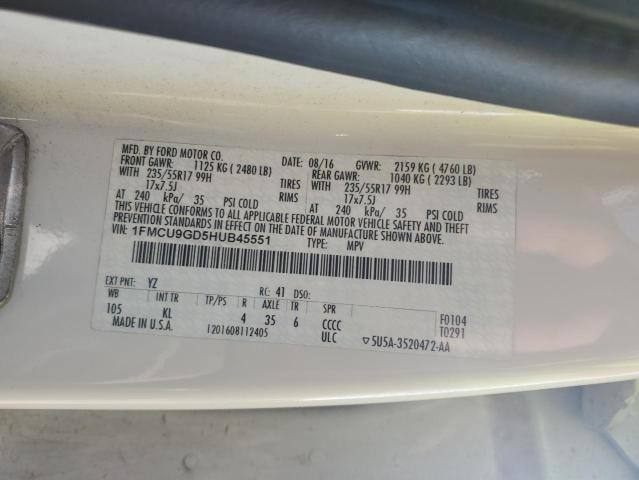 MFD. BY FORD MOTOR CO.
DATE: 08/16 GVWR: 2159 KG ( 4760 LB)
FRONT GAWR: 1125 KG ( 2480 LB) REAR GAWR: 1040 KG ( 2293 LB)
WITH 235/55R17 99H TIRES WITH 235/55R17 99H TIRES
17x7.5J RIMS 17x7.5J RIMS
AT 240 kPa/ 35 PSI COLD AT 240 kPa/ 35 PSI COLD
THIS VEHICLE CONFORMS TO ALL APPLICABLE FEDERAL MOTOR VEHICLE SAFETY AND BUMPER
STANDARDS IN EFFECT ON THE DATE OF MANUFACTURE SHOWN ABOVE.
VIN: 1FMCU9GD5HUB45551
TYPE: MPV
EXT PNT: YZ RC: 41 DSO:
WB INT TR TP/PS R AXLE TR SPR
105 KL 4 35 6 CCCC
F0104
T0291
MADE IN U.S.A. 1201608112405 ULC ▽5U5A-3520472-AA